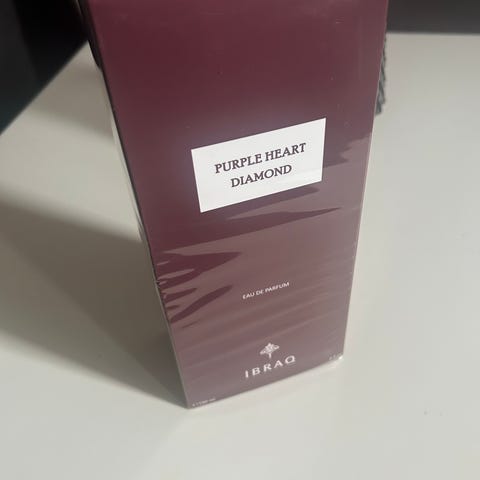 PURPLE HEART
DIAMOND
EAU DE PARFUM
IBRAQ